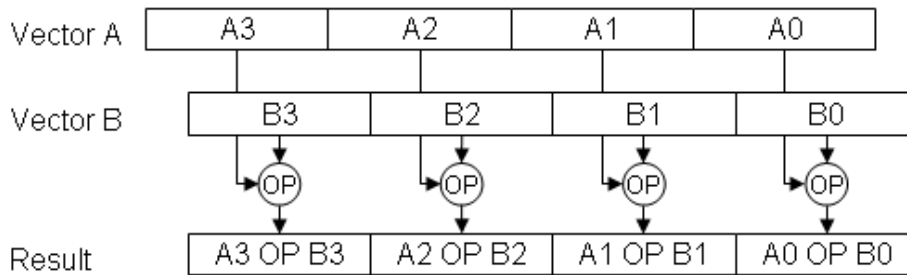 Vector A A3 A2 A1 A0
Vector B B3 B2 B1 B0
OP OP OP OP
Result A3 OP B3 A2 OP B2 A1 OP B1 A0 OP B0